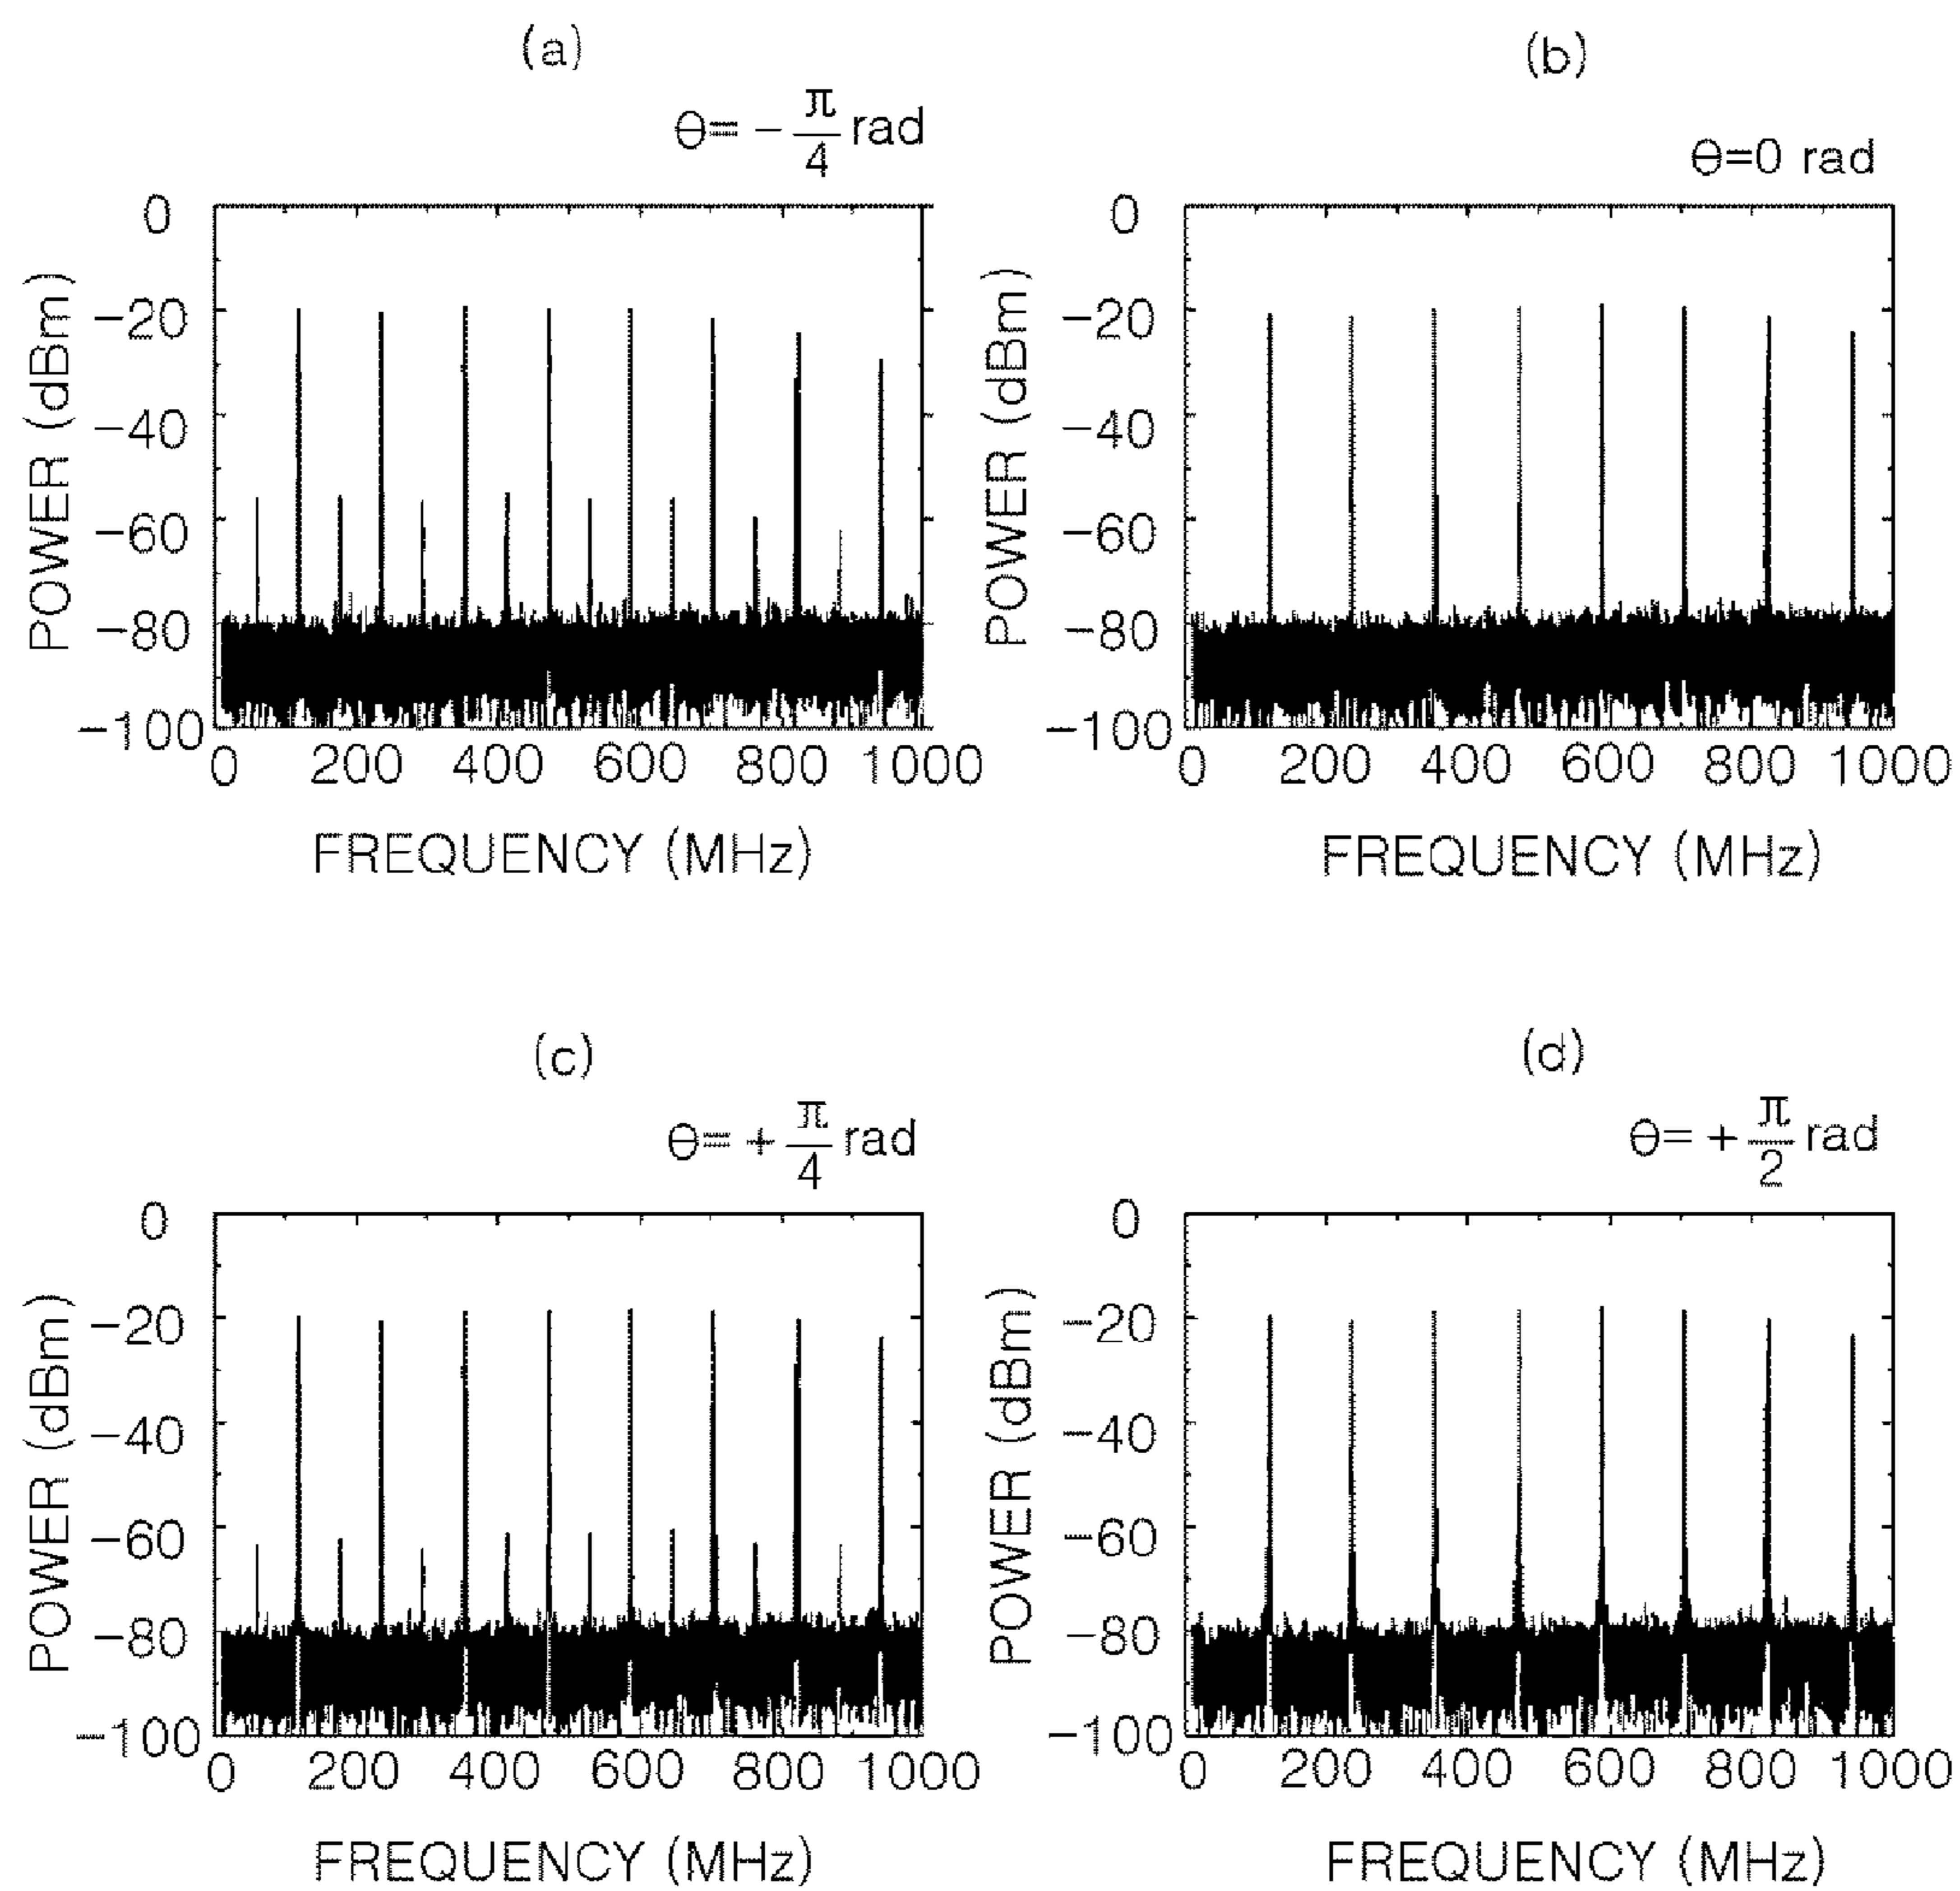 (a)
θ= − π/4 rad
POWER (dBm)
0
−20
−40
−60
−80
−100
0 200 400 600 800 1000
FREQUENCY (MHz)
(b)
θ=0 rad
POWER (dBm)
0
−20
−40
−60
−80
−100
0 200 400 600 800 1000
FREQUENCY (MHz)
(c)
θ= + π/4 rad
POWER (dBm)
0
−20
−40
−60
−80
−100
0 200 400 600 800 1000
FREQUENCY (MHz)
(d)
θ= + π/2 rad
POWER (dBm)
0
−20
−40
−60
−80
−100
0 200 400 600 800 1000
FREQUENCY (MHz)